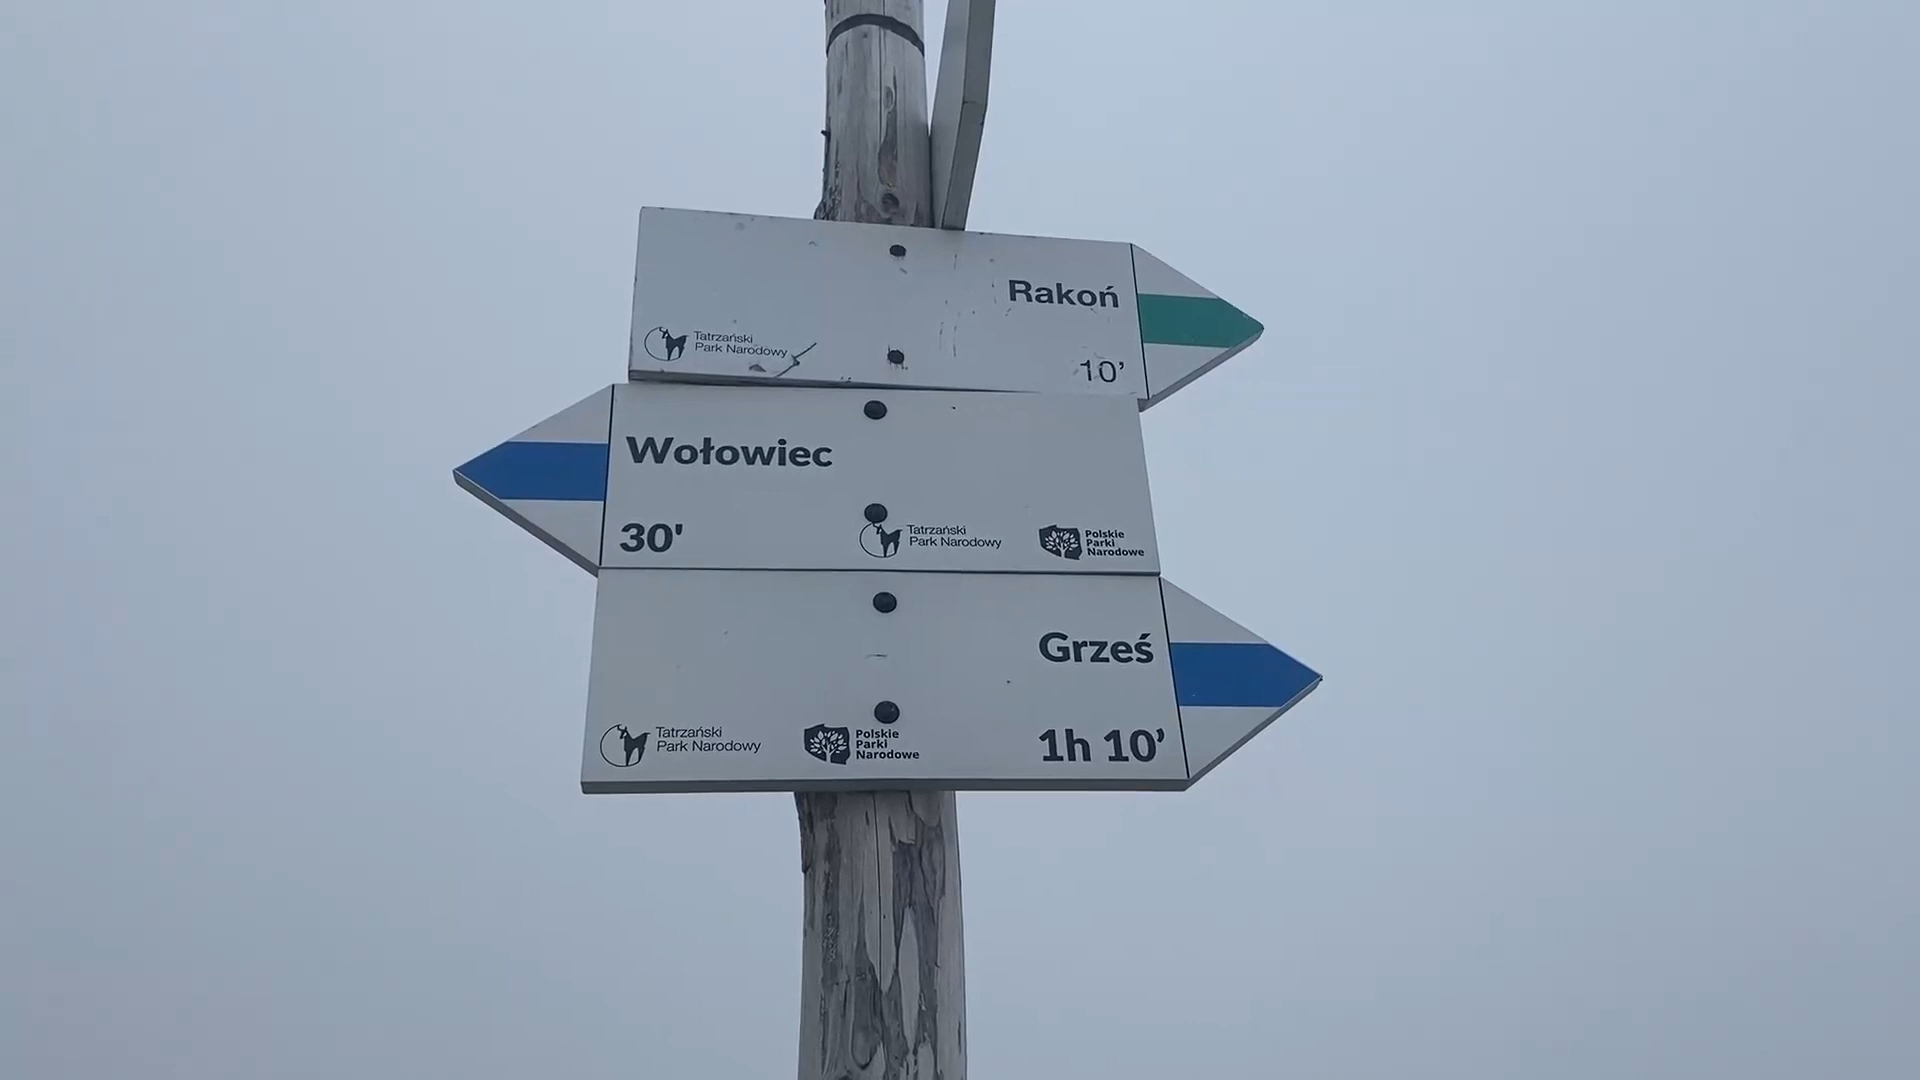 Rakoń
10’
Tatrzański
Park Narodowy
Wołowiec
30'
Tatrzański
Park Narodowy
Polskie
Parki
Narodowe
Grześ
1h 10’
Tatrzański
Park Narodowy
Polskie
Parki
Narodowe